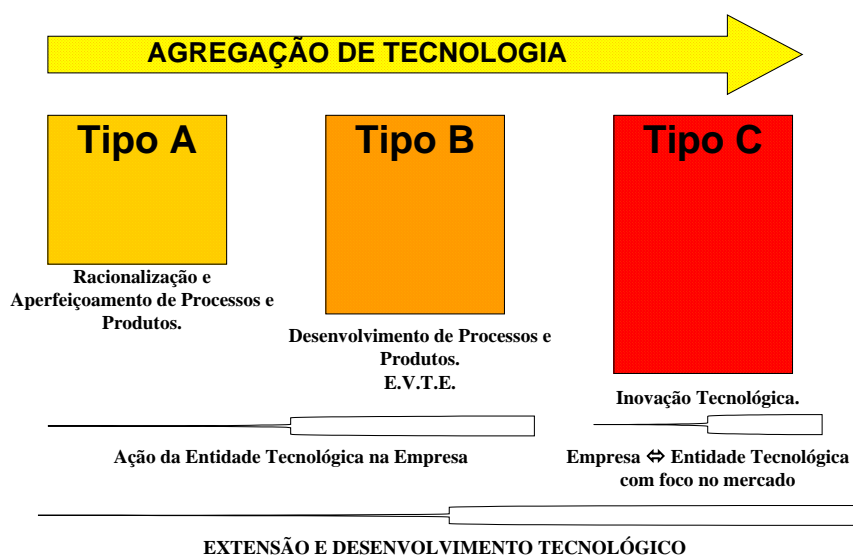 AGREGAÇÃO DE TECNOLOGIA
Tipo A
Tipo B
Tipo C
Racionalização e
Aperfeiçoamento de Processos e
Produtos.
Desenvolvimento de Processos e
Produtos.
E.V.T.E.
Inovação Tecnológica.
Ação da Entidade Tecnológica na Empresa
Empresa ⇔ Entidade Tecnológica
com foco no mercado
EXTENSÃO E DESENVOLVIMENTO TECNOLÓGICO